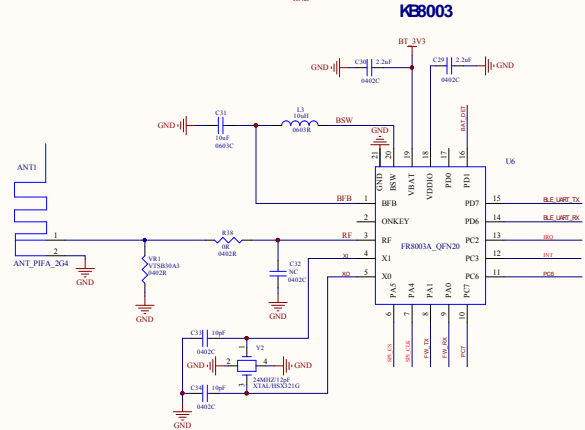 GND
KB8003
BT_3V3
C30 2.2uF
GND
0402C
C29 2.2uF
GND
0402C
L3
10uH
0603R
BSW
C31
GND
10uF
0603C
GND
BAT_DET
21 20 19 18 17 16
GND BSW VBAT VDDIO PD0 PD1
U6
ANT1
BFB 1 BFB
PD7 15 BLE_UART_TX
2 ONKEY
PD6 14 BLE_UART_RX
R38
0R
0402R
RF 3 RF
FR8003A_QFN20
PC2 13 IRQ
XI 4 X1
PC3 12 INT
XO 5 X0
PC6 11 PC6
1
2
ANT_PIFA_2G4
GND
VR1
VTSB30A3
0402R
GND
C32
NC
0402C
GND
PA5 PA4 PA1 PA0 PC7
6 7 8 9 10
SPI_CS SPI_CLK FW_TX FW_RX PC7
C33 10pF
0402C
Y2
1
GND 2 4 GND
3
24MHZ/12pF
XTAL/HSX321G
C34 10pF
0402C
GND